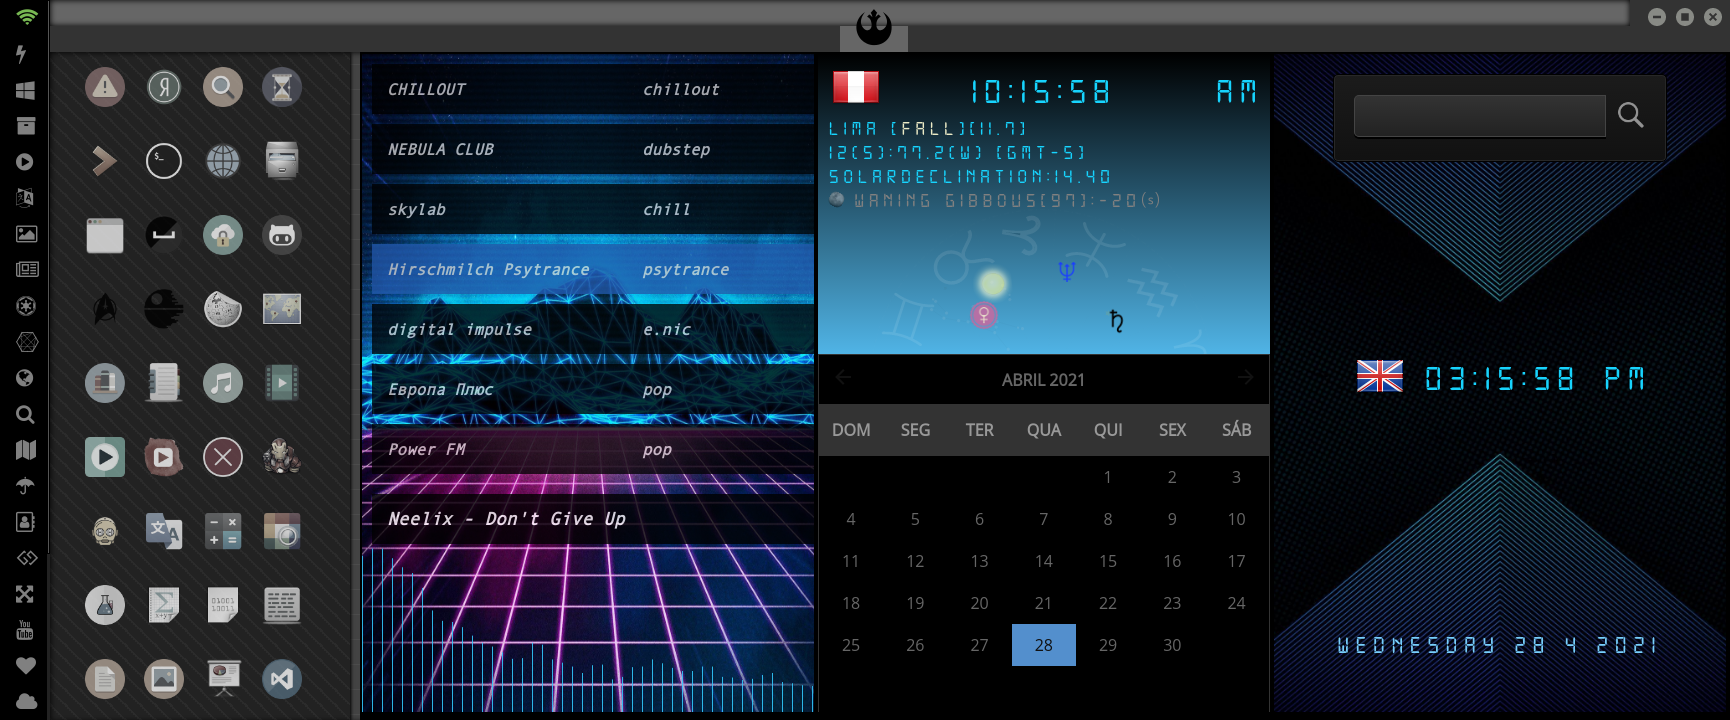 CHILLOUT chillout
NEBULA CLUB dubstep
skylab chill
Hirschmilch Psytrance psytrance
digital impulse e.nic
Европа Плюс pop
Power FM pop
Neelix - Don't Give Up
10:15:58 AM
LIMA [FALL](11.7)
12(S):77.2(W) (GMT-5)
SOLARDECLINATION:14.40
WANING GIBBOUS(97):-20(s)
ABRIL 2021
DOM SEG TER QUA QUI SEX SÁB
1 2 3
4 5 6 7 8 9 10
11 12 13 14 15 16 17
18 19 20 21 22 23 24
25 26 27 28 29 30
03:15:58 PM
WEDNESDAY 28 4 2021
You
Tube
Я
$_
01001
10011
Σ
x+y
文A